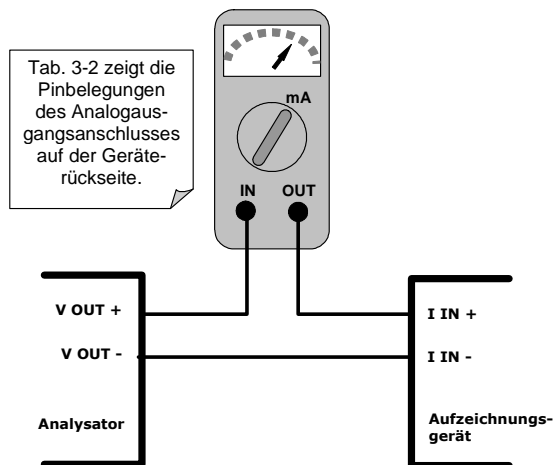 Tab. 3-2 zeigt die
Pinbelegungen
des Analogaus-
gangsanschlusses
auf der Geräte-
rückseite.
mA
IN OUT
V OUT +
V OUT -
Analysator
I IN +
I IN -
Aufzeichnungs-
gerät